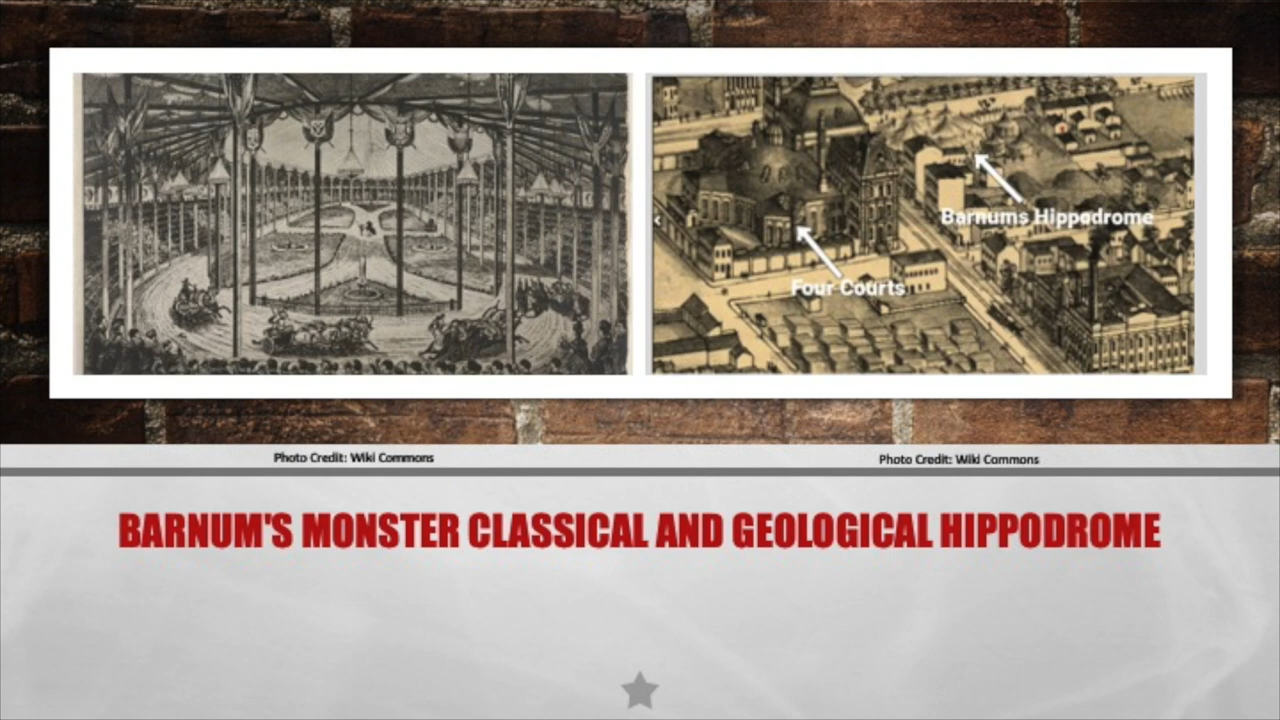 Barnums Hippodrome
Four Courts
Photo Credit: Wiki Commons
Photo Credit: Wiki Commons
BARNUM'S MONSTER CLASSICAL AND GEOLOGICAL HIPPODROME